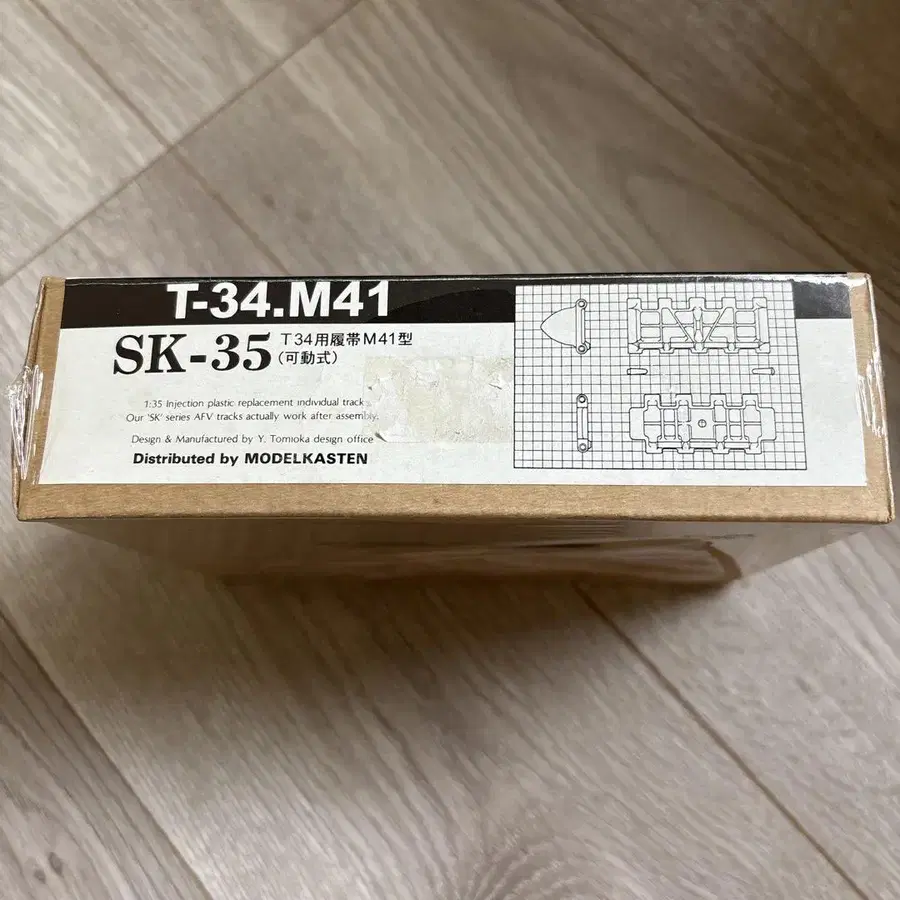 T-34.M41
SK-35 T34用履帯M41型
(可動式)
1:35 Injection plastic replacement individual tracks
Our 'SK' series AFV tracks actually work after assembly.
Design & Manufactured by Y. Tomioka design office
Distributed by MODELKASTEN